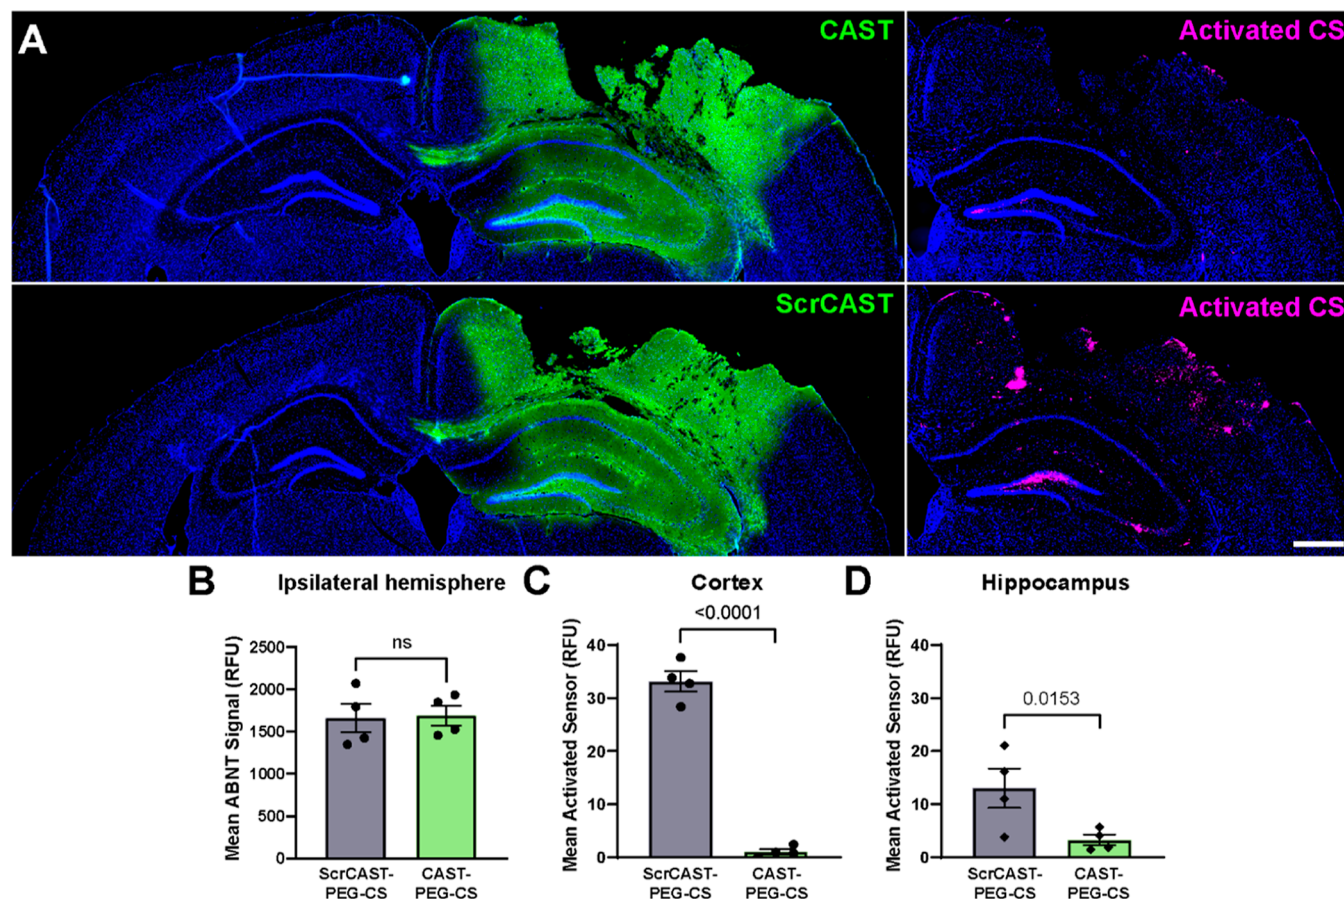 A
CAST
Activated CS
ScrCAST
Activated CS
B
Ipsilateral hemisphere
Mean ABNT Signal (RFU)
2500
2000
1500
1000
500
0
ns
ScrCAST-
PEG-CS
CAST-
PEG-CS
C
Cortex
Mean Activated Sensor (RFU)
40
30
20
10
0
<0.0001
ScrCAST-
PEG-CS
CAST-
PEG-CS
D
Hippocampus
Mean Activated Sensor (RFU)
40
30
20
10
0
0.0153
ScrCAST-
PEG-CS
CAST-
PEG-CS